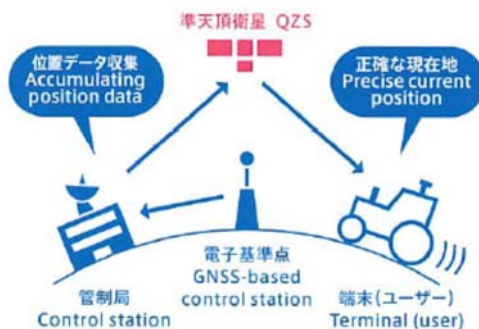 準天頂衛星 QZS
位置データ収集
Accumulating
position data
正確な現在地
Precise current
position
電子基準点
GNSS-based
control station
管制局
Control station
端末(ユーザー)
Terminal (user)